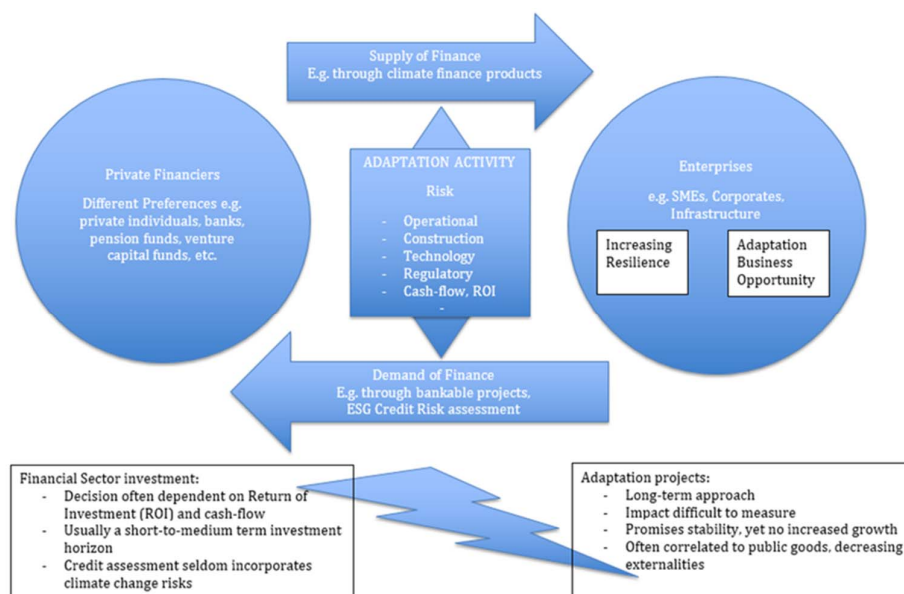 Supply of Finance
E.g. through climate finance products
Private Financiers
Different Preferences e.g.
private individuals, banks,
pension funds, venture
capital funds, etc.
ADAPTATION ACTIVITY
Risk
- Operational
- Construction
- Technology
- Regulatory
- Cash-flow, ROI
-
Enterprises
e.g. SMEs, Corporates,
Infrastructure
Increasing
Resilience
Adaptation
Business
Opportunity
Demand of Finance
E.g. through bankable projects,
ESG Credit Risk assessment
Financial Sector investment:
- Decision often dependent on Return of
Investment (ROI) and cash-flow
- Usually a short-to-medium term investment
horizon
- Credit assessment seldom incorporates
climate change risks
Adaptation projects:
- Long-term approach
- Impact difficult to measure
- Promises stability, yet no increased growth
- Often correlated to public goods, decreasing
externalities